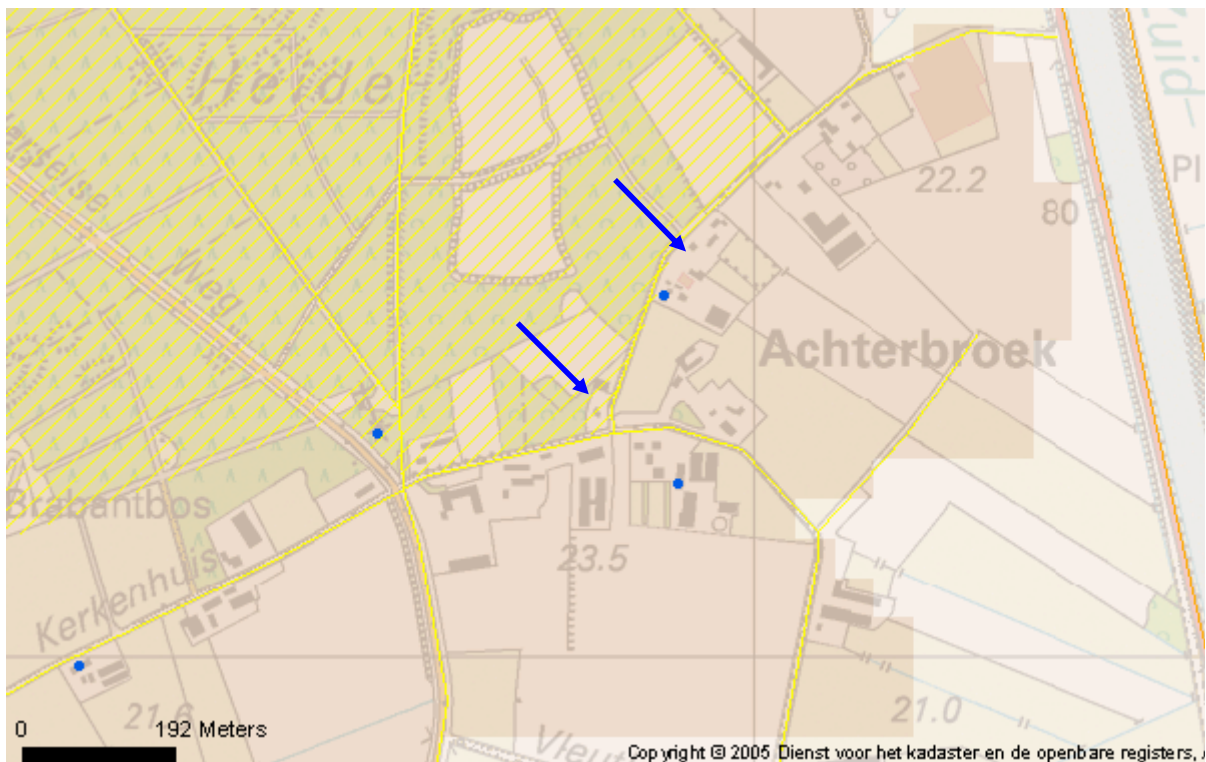 Heide
Zuid-
22.2
Pl
80
Weg
Achterbroek
Brabantbos
23.5
Kerkenhuis
21.6
21.0
0 192 Meters
Copyright © 2005 Dienst voor het kadaster en de openbare registers,